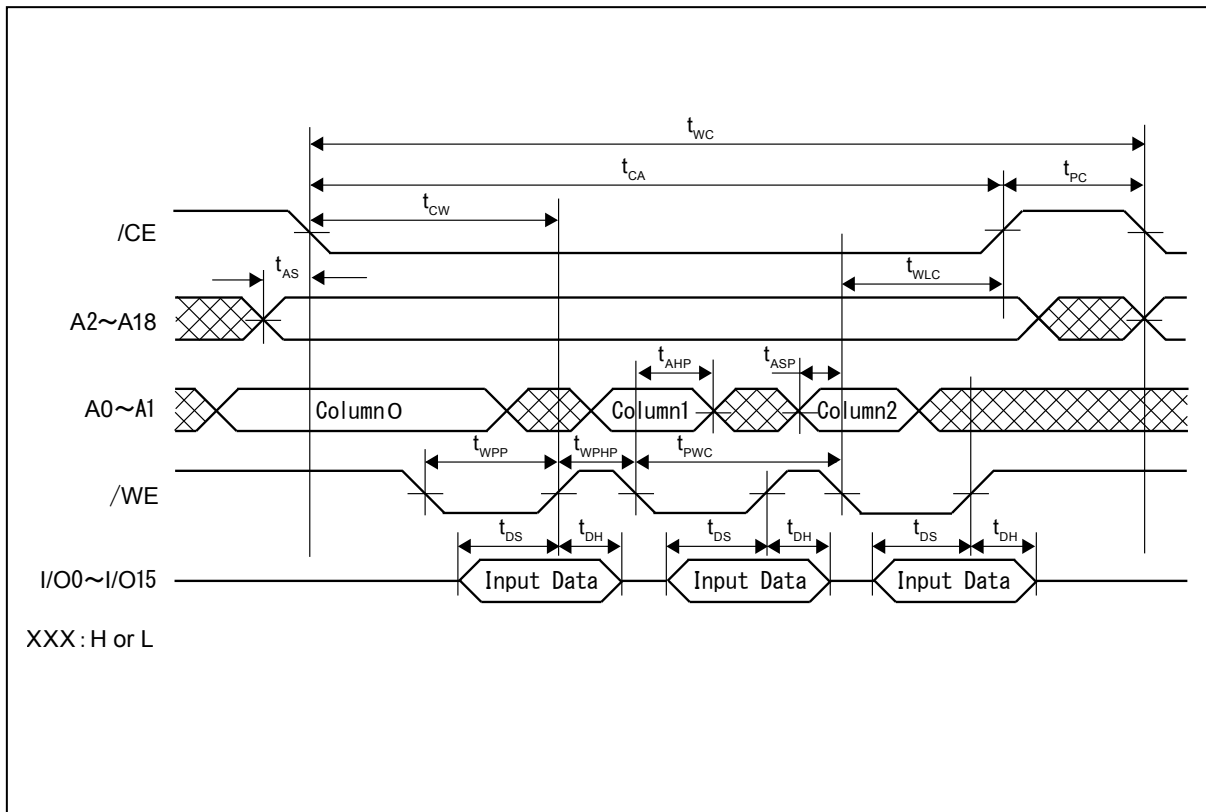 tWC
tCA
tPC
tCW
/CE
tAS
tWLC
A2～A18
tAHP
tASP
A0～A1
Column0
Column1
Column2
tWPP
tWPHP
tPWC
/WE
tDS
tDH
tDS
tDH
tDS
tDH
I/O0～I/O15
Input Data
Input Data
Input Data
XXX : H or L